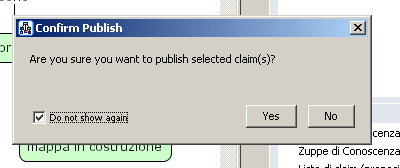 Confirm Publish
Are you sure you want to publish selected claim(s)?
Do not show again
Yes
No
mappa in costruzione
Zuppe di Conoscenza